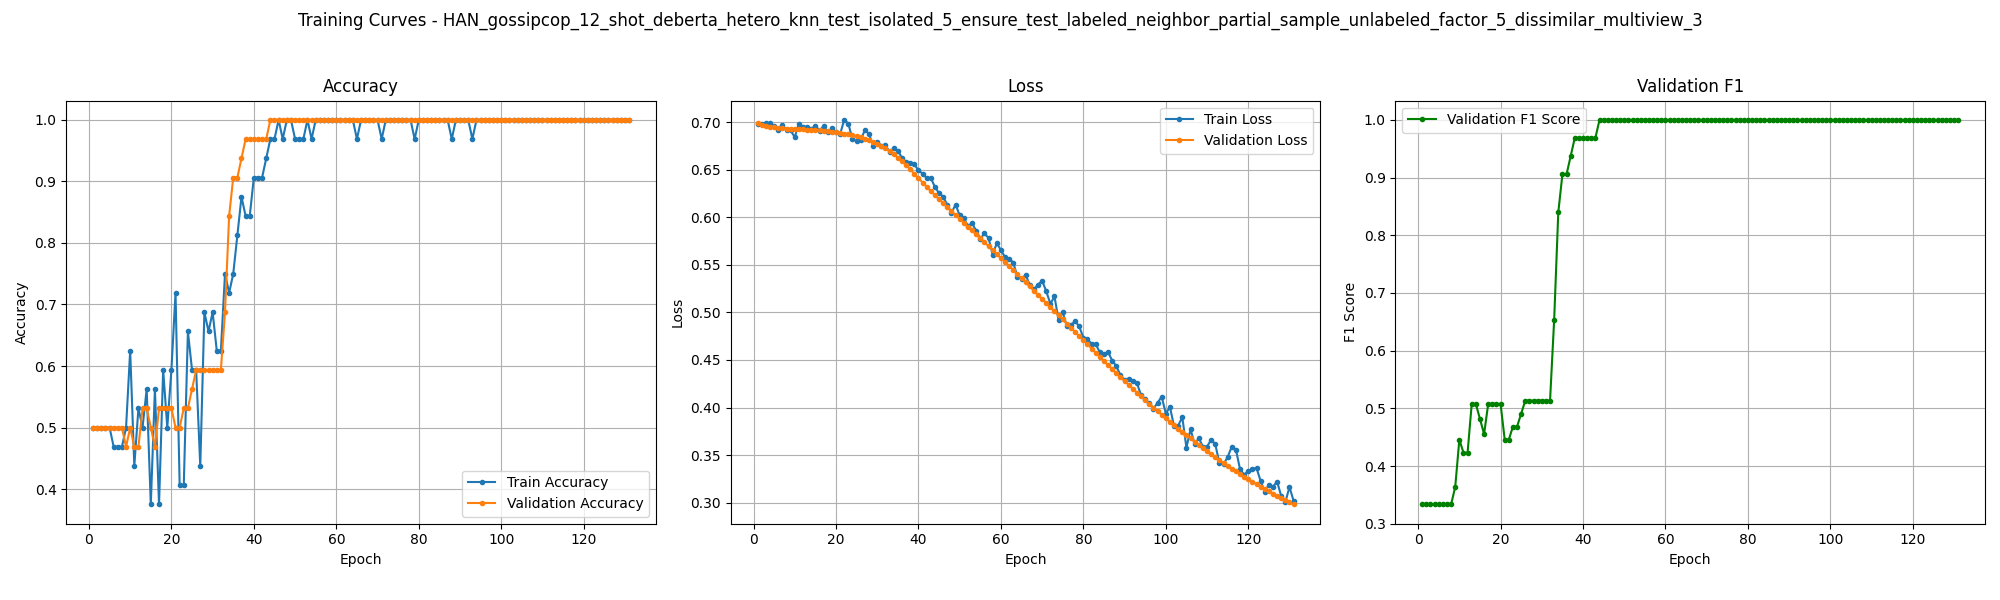 Training Curves - HAN_gossipcop_12_shot_deberta_hetero_knn_test_isolated_5_ensure_test_labeled_neighbor_partial_sample_unlabeled_factor_5_dissimilar_multiview_3
Accuracy
1.0
0.9
0.8
0.7
0.6
0.5
0.4
Accuracy
Train Accuracy
Validation Accuracy
0 20 40 60 80 100 120
Epoch
Loss
0.70
0.65
0.60
0.55
0.50
0.45
0.40
0.35
0.30
Loss
Train Loss
Validation Loss
0 20 40 60 80 100 120
Epoch
Validation F1
1.0
0.9
0.8
0.7
0.6
0.5
0.4
0.3
F1 Score
Validation F1 Score
0 20 40 60 80 100 120
Epoch